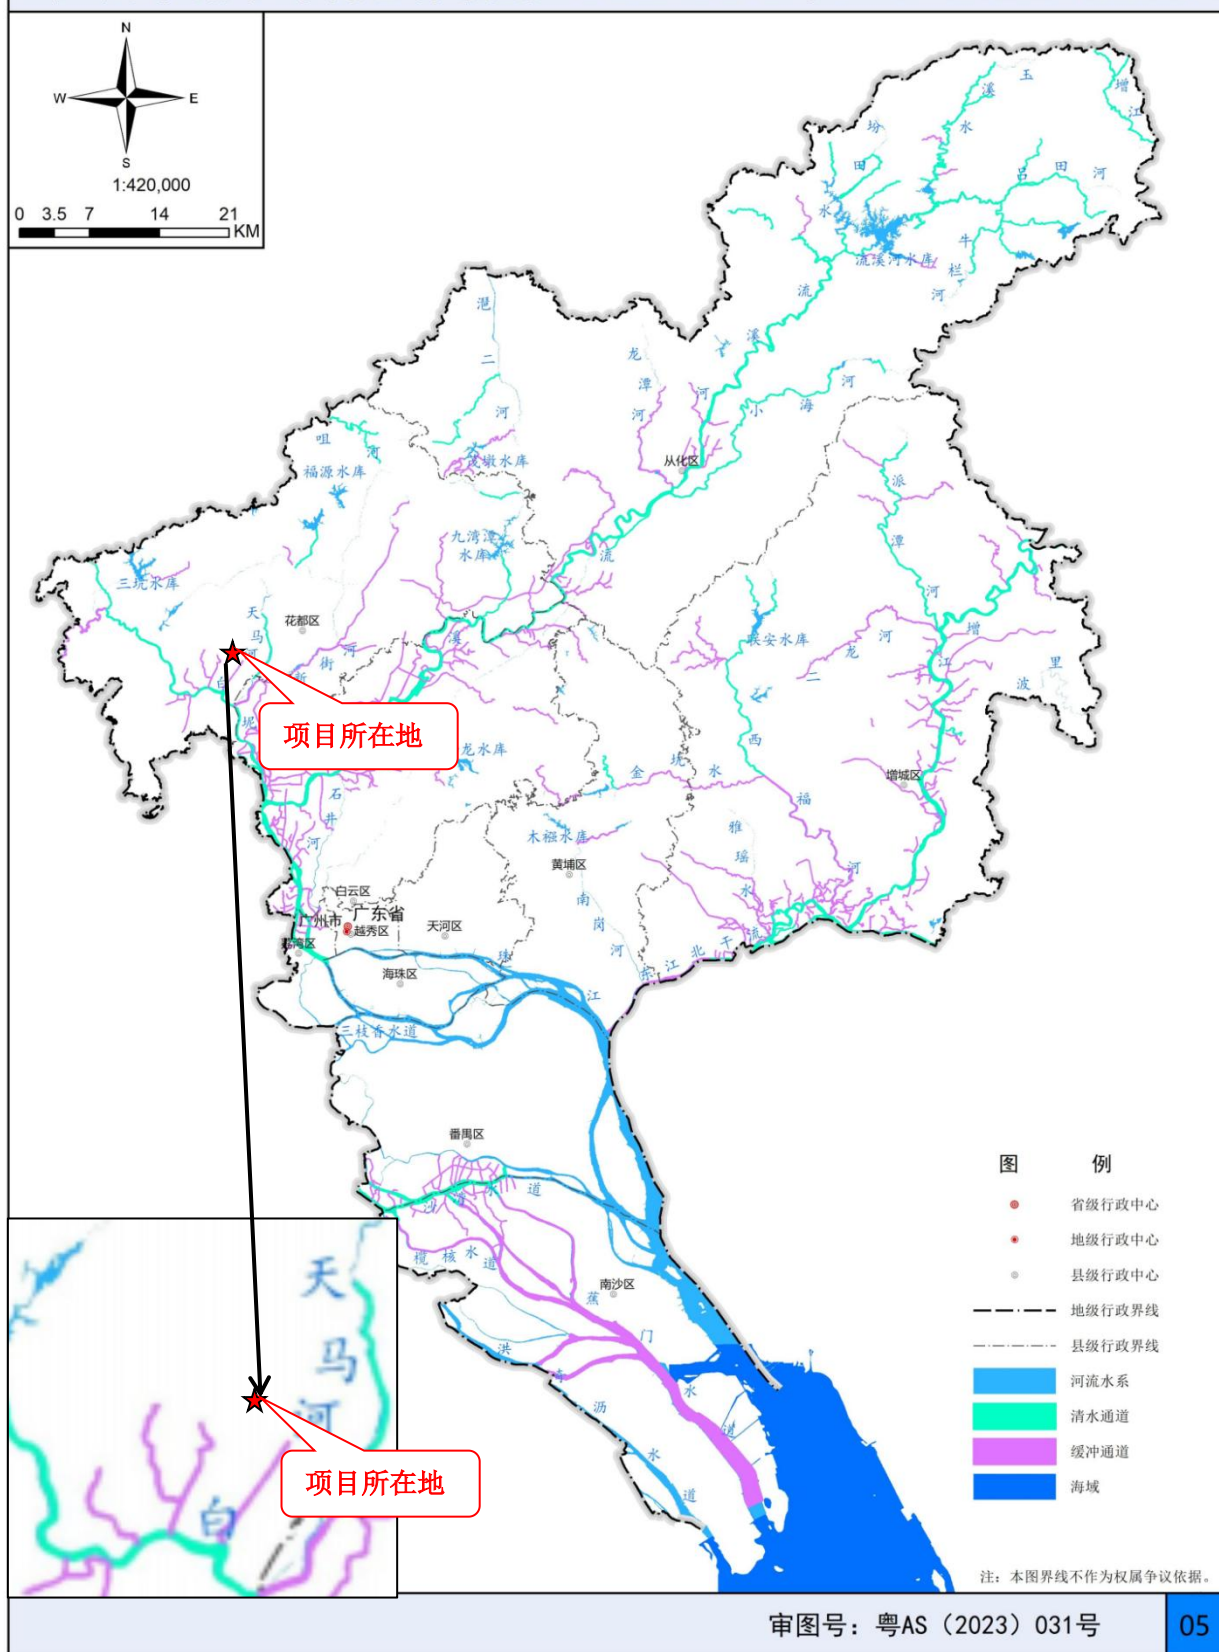 N
W
E
S
1:420,000
0 3.5 7 14 21
KM
玉溪水
增江
汾田水
吕田河
流溪河水库
牛栏河
流溪河
潖二河
龙潭河
小海河
从化区
茂墩水库
福源水库
九湾潭
水库
流
派潭河
三坑水库
天马河
花都区
新街河
白坭
溪
联安水库
二龙河
增江
里波
项目所在地
龙水库
金坑水
西福河
增城区
石井河
木强水库
黄埔区
南岗河
雅瑶水
白云区
广州市
广东省
越秀区
天河区
荔湾区
海珠区
珠江
东江北干流
三枝香水道
番禺区
沙湾水道
榄核水道
南沙区
蕉门水道
洪奇沥水道
天马河
白
项目所在地
图 例
省级行政中心
地级行政中心
县级行政中心
地级行政界线
县级行政界线
河流水系
清水通道
缓冲通道
海域
注：本图界线不作为权属争议依据。
审图号：粤AS（2023）031号
05